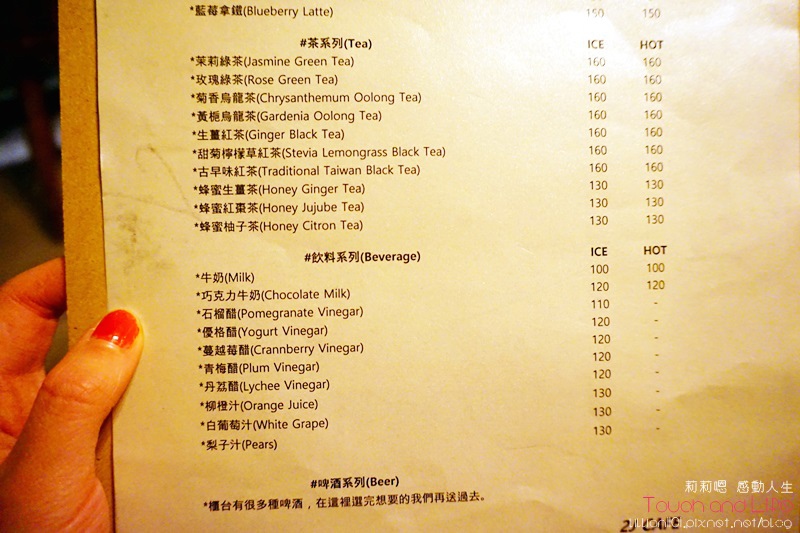 *藍莓拿鐵(Blueberry Latte) 150 150
#茶系列(Tea) ICE HOT
*茉莉綠茶(Jasmine Green Tea) 160 160
*玫瑰綠茶(Rose Green Tea) 160 160
*菊香烏龍茶(Chrysanthemum Oolong Tea) 160 160
*黃梔烏龍茶(Gardenia Oolong Tea) 160 160
*生薑紅茶(Ginger Black Tea) 160 160
*甜菊檸檬草紅茶(Stevia Lemongrass Black Tea) 160 160
*古早味紅茶(Traditional Taiwan Black Tea) 160 160
*蜂蜜生薑茶(Honey Ginger Tea) 130 130
*蜂蜜紅棗茶(Honey Jujube Tea) 130 130
*蜂蜜柚子茶(Honey Citron Tea) 130 130
#飲料系列(Beverage) ICE HOT
*牛奶(Milk) 100 100
*巧克力牛奶(Chocolate Milk) 120 120
*石榴醋(Pomegranate Vinegar) 110 -
*優格醋(Yogurt Vinegar) 120 -
*蔓越莓醋(Crannberry Vinegar) 120 -
*青梅醋(Plum Vinegar) 120 -
*丹荔醋(Lychee Vinegar) 120 -
*柳橙汁(Orange Juice) 130 -
*白葡萄汁(White Grape) 130 -
*梨子汁(Pears) 130 -
#啤酒系列(Beer)
*櫃台有很多種啤酒，在這裡選完想要的我們再送過去。
莉莉嗯 感動人生
Touch and Life